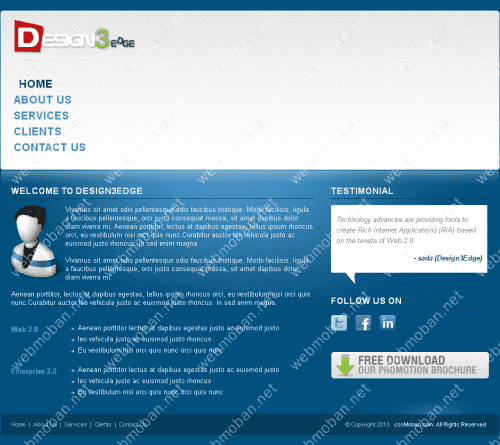 DESIGN3EDGE
HOME
ABOUT US
SERVICES
CLIENTS
CONTACT US
WELCOME TO DESIGN3EDGE
Vivamus sit amet odio pellentesque odio faucibus tristique. Morbi facilisis, ligula
a faucibus pellentesque, orci justo consequat massa, sit amet dapibus dolor
diam viverra mi. Aenean porttitor, lectus at dapibus egestas, tellus ipsum rhoncus
orci, eu vestibulum nisi orci quis nunc Curabitur auctor leo vehicula justo ac
euismod justo rhoncus. In sed enim magna.
Vivamus sit amet odio pellentesque odio faucibus tristique. Morbi facilisis, ligula
a faucibus pellentesque, orci justo consequat massa, sit amet dapibus dolor
diam viverra mi.
Aenean porttitor, lectus at dapibus egestas, tellus ipsum rhoncus orci, eu vestibulum nisi orci quis
nunc Curabitur auctor leo vehicula justo ac euismod justo rhoncus. In sed enim magna.
Web 2.0
Aenean porttitor lectus at dapibus egestas justo ac euismod justo
leo vehicula justo ac euismod justo rhoncus
Eu vestibulum nisi orci quis nunc orci quis nunc
Enterprise 2.0
Aenean porttitor lectus at dapibus egestas justo ac euismod justo
leo vehicula justo ac euismod justo rhoncus
Eu vestibulum nisi orci quis nunc orci quis nunc
TESTIMONIAL
Technology advances are providing tools to
create Rich Internet Applications (RIA) based
on the tenets of Web 2.0
- sada (Design3Edge)
FOLLOW US ON
FREE DOWNLOAD
OUR PROMOTION BROCHURE
Home | About Us | Services | Clients | Contact Us
© Copyright 2010. cssMoban.com. All Rights Reserved
webmoban.net